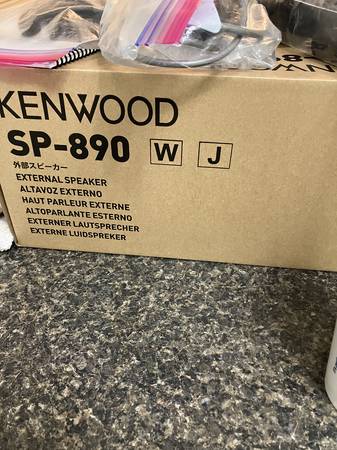 KENWOOD
SP-890 W J
外部スピーカー
EXTERNAL SPEAKER
ALTAVOZ EXTERNO
HAUT PARLEUR EXTERNE
ALTOPARLANTE ESTERNO
EXTERNER LAUTSPRECHER
EXTERNE LUIDSPREKER